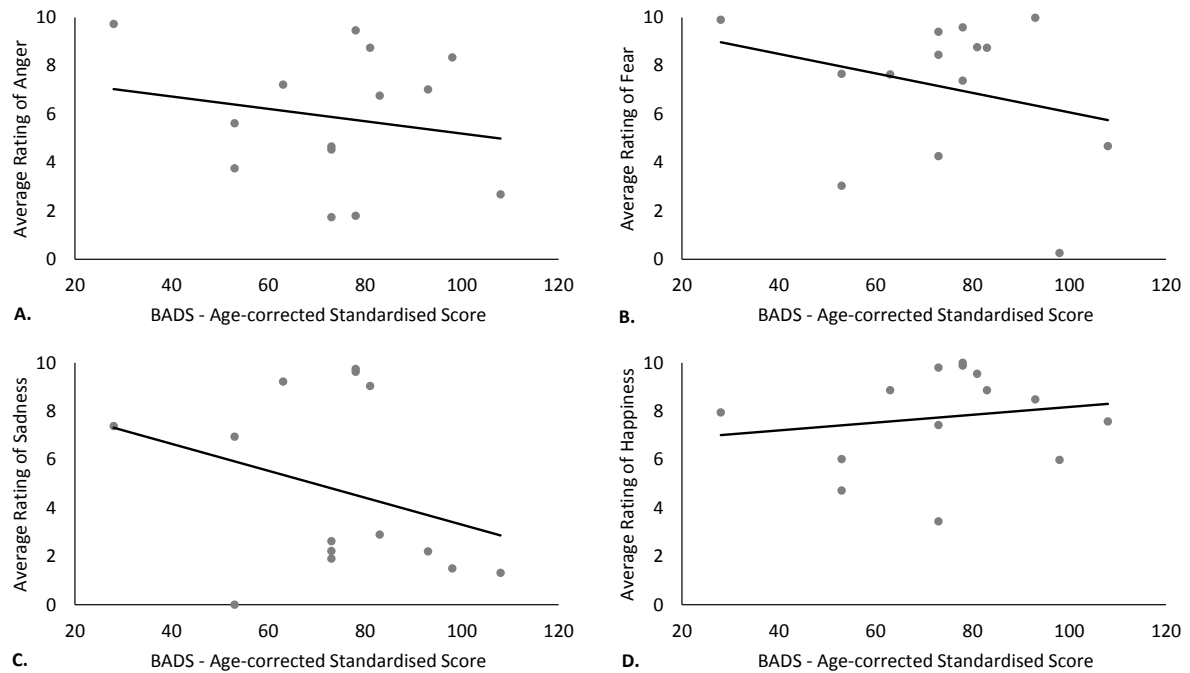 Average Rating of Anger
10
8
6
4
2
0
20 40 60 80 100 120
A. BADS - Age-corrected Standardised Score
Average Rating of Fear
10
8
6
4
2
0
20 40 60 80 100 120
B. BADS - Age-corrected Standardised Score
Average Rating of Sadness
10
8
6
4
2
0
20 40 60 80 100 120
C. BADS - Age-corrected Standardised Score
Average Rating of Happiness
10
8
6
4
2
0
20 40 60 80 100 120
D. BADS - Age-corrected Standardised Score